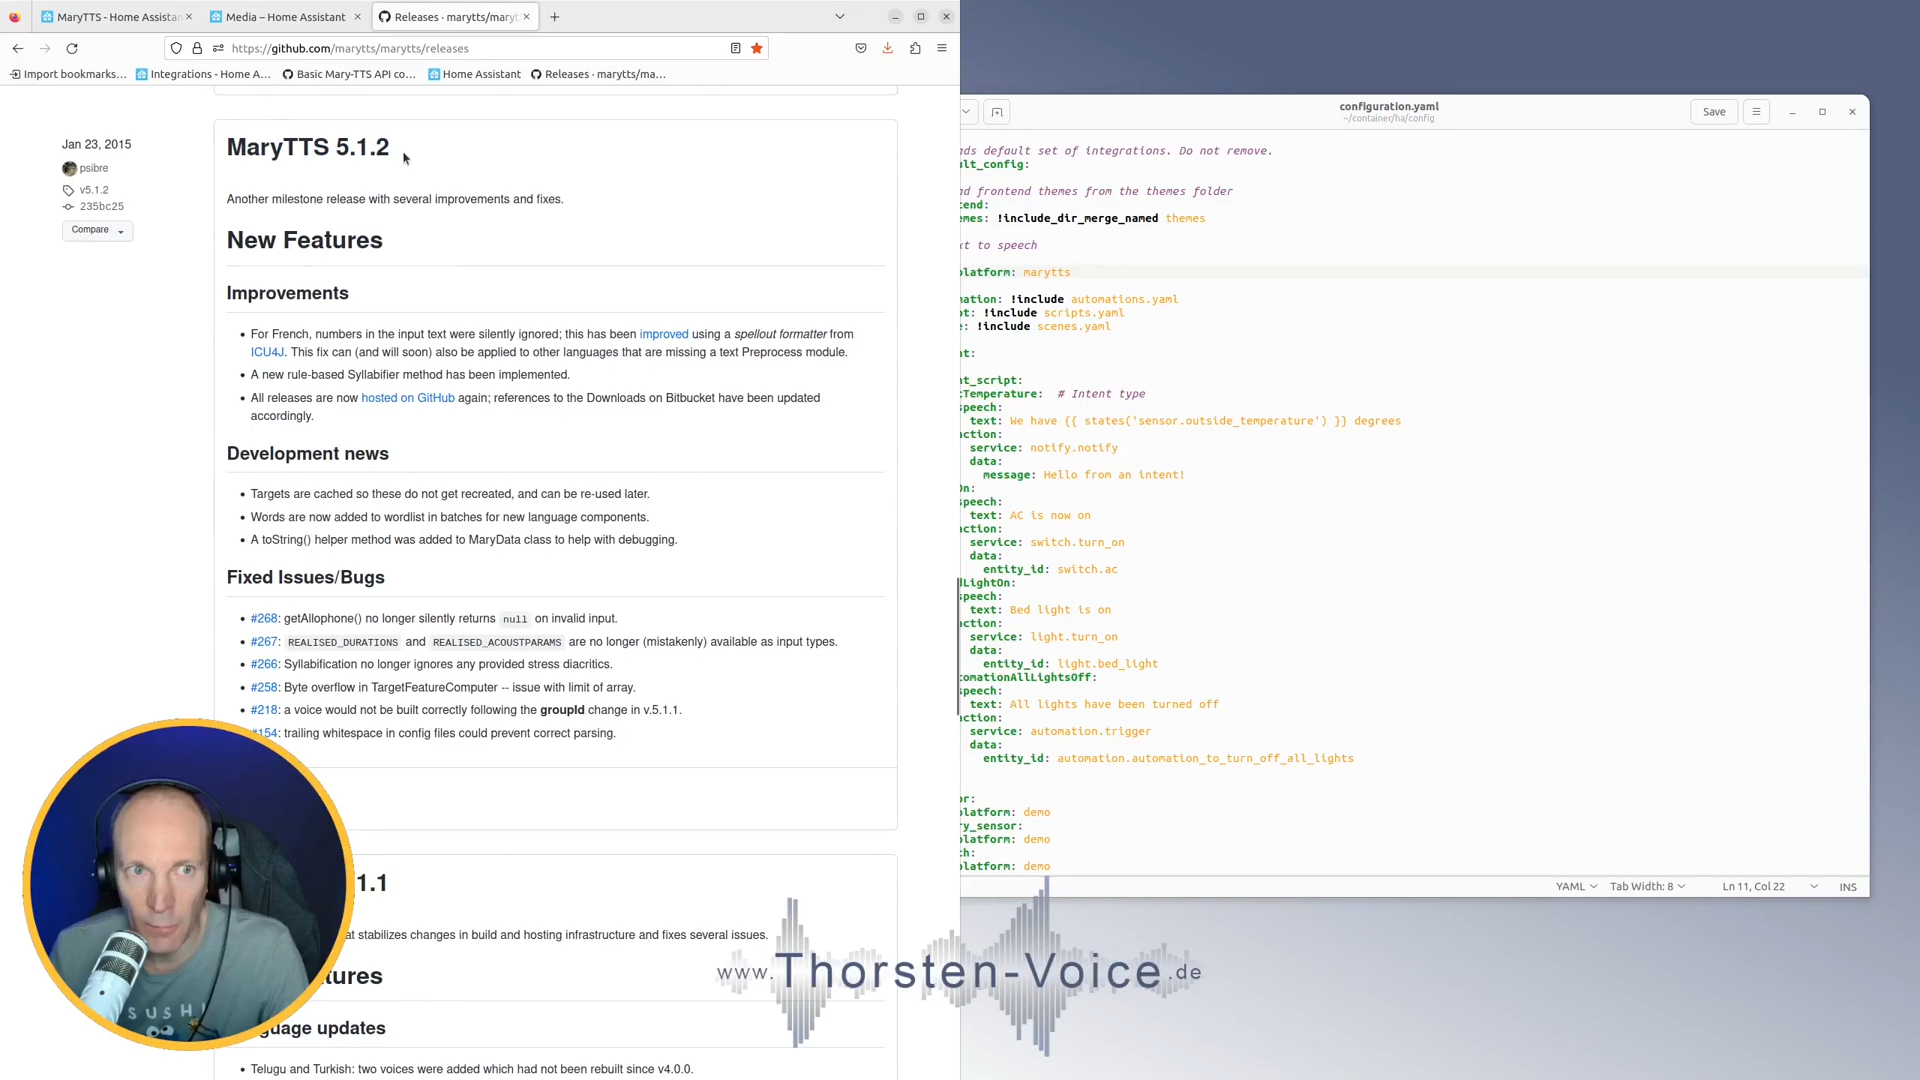 MaryTTS - Home Assistan
Media – Home Assistant
Releases · marytts/maryt
https://github.com/marytts/marytts/releases
Import bookmarks...
Integrations - Home A...
Basic Mary-TTS API co...
Home Assistant
Releases · marytts/ma...
Jan 23, 2015
psibre
v5.1.2
235bc25
Compare
MaryTTS 5.1.2
Another milestone release with several improvements and fixes.
New Features
Improvements
• For French, numbers in the input text were silently ignored; this has been improved using a spellout formatter from
ICU4J. This fix can (and will soon) also be applied to other languages that are missing a text Preprocess module.
• A new rule-based Syllabifier method has been implemented.
• All releases are now hosted on GitHub again; references to the Downloads on Bitbucket have been updated
accordingly.
Development news
• Targets are cached so these do not get recreated, and can be re-used later.
• Words are now added to wordlist in batches for new language components.
• A toString() helper method was added to MaryData class to help with debugging.
Fixed Issues/Bugs
• #268: getAllophone() no longer silently returns null on invalid input.
• #267: REALISED_DURATIONS and REALISED_ACOUSTPARAMS are no longer (mistakenly) available as input types.
• #266: Syllabification no longer ignores any provided stress diacritics.
• #258: Byte overflow in TargetFeatureComputer -- issue with limit of array.
• #218: a voice would not be built correctly following the groupId change in v.5.1.1.
#154: trailing whitespace in config files could prevent correct parsing.
1.1
at stabilizes changes in build and hosting infrastructure and fixes several issues.
tures
guage updates
• Telugu and Turkish: two voices were added which had not been rebuilt since v4.0.0.
SUSHI
configuration.yaml
~/container/ha/config
Save
ads default set of integrations. Do not remove.
ult_config:
ad frontend themes from the themes folder
tend:
emes: !include_dir_merge_named themes
xt to speech
platform: marytts
mation: !include automations.yaml
pt: !include scripts.yaml
e: !include scenes.yaml
nt:
nt_script:
tTemperature:  # Intent type
speech:
text: We have {{ states('sensor.outside_temperature') }} degrees
action:
service: notify.notify
data:
message: Hello from an intent!
On:
speech:
text: AC is now on
action:
service: switch.turn_on
data:
entity_id: switch.ac
dLightOn:
speech:
text: Bed light is on
action:
service: light.turn_on
data:
entity_id: light.bed_light
tomationAllLightsOff:
speech:
text: All lights have been turned off
action:
service: automation.trigger
data:
entity_id: automation.automation_to_turn_off_all_lights
or:
platform: demo
ry_sensor:
platform: demo
ch:
platform: demo
YAML
Tab Width: 8
Ln 11, Col 22
INS
www.Thorsten-Voice.de